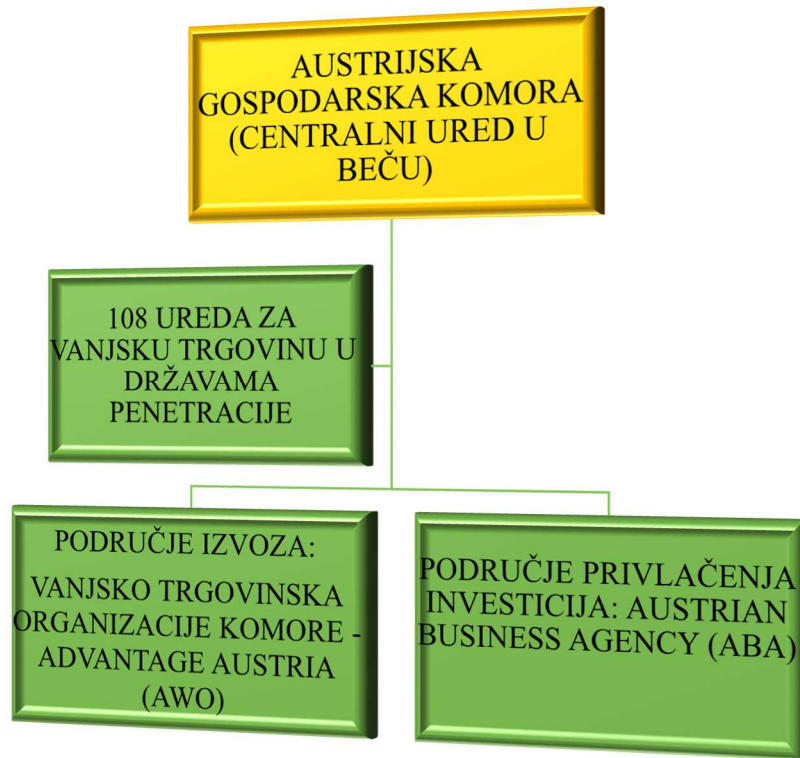 AUSTRIJSKA
GOSPODARSKA KOMORA
(CENTRALNI URED U
BEČU)
108 UREDA ZA
VANJSKU TRGOVINU U
DRŽAVAMA
PENETRACIJE
PODRUČJE IZVOZA:
VANJSKO TRGOVINSKA
ORGANIZACIJE KOMORE -
ADVANTAGE AUSTRIA
(AWO)
PODRUČJE PRIVLAČENJA
INVESTICIJA: AUSTRIAN
BUSINESS AGENCY (ABA)